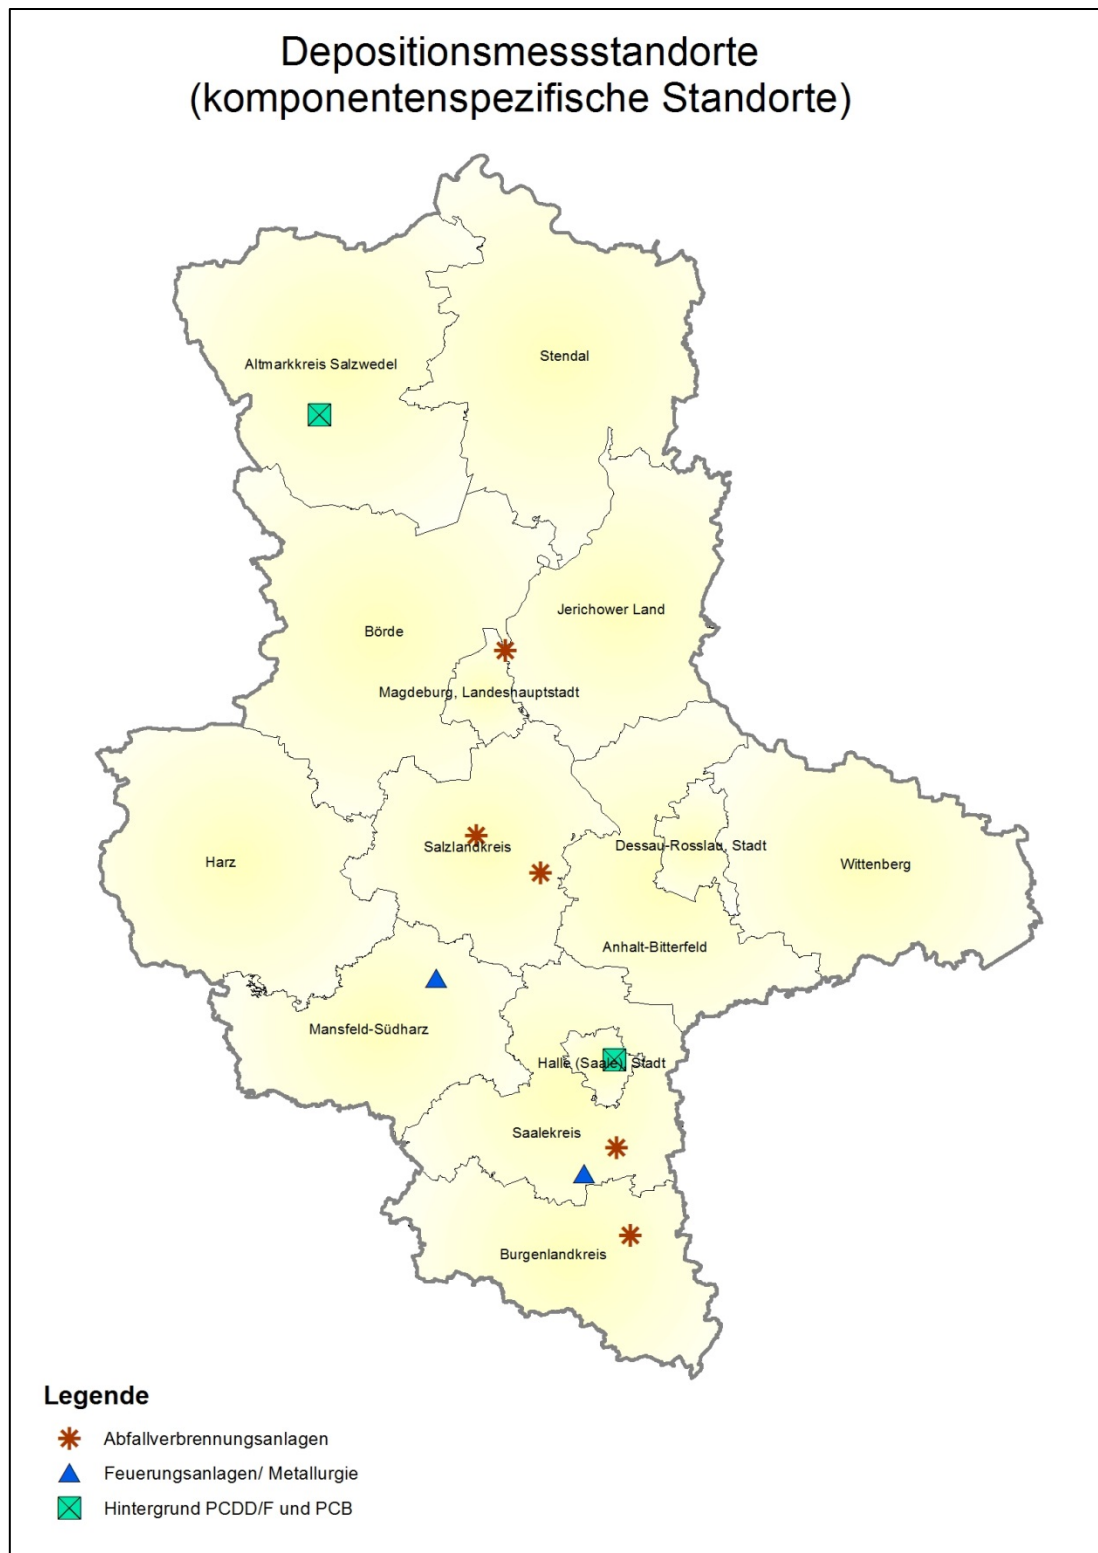 Depositionsmessstandorte
(komponentenspezifische Standorte)
Stendal
Altmarkkreis Salzwedel
Jerichower Land
Börde
Magdeburg, Landeshauptstadt
Salzlandkreis
Dessau-Rosslau, Stadt
Harz
Wittenberg
Anhalt-Bitterfeld
Mansfeld-Südharz
Halle (Saale), Stadt
Saalekreis
Burgenlandkreis
Legende
Abfallverbrennungsanlagen
Feuerungsanlagen/ Metallurgie
Hintergrund PCDD/F und PCB